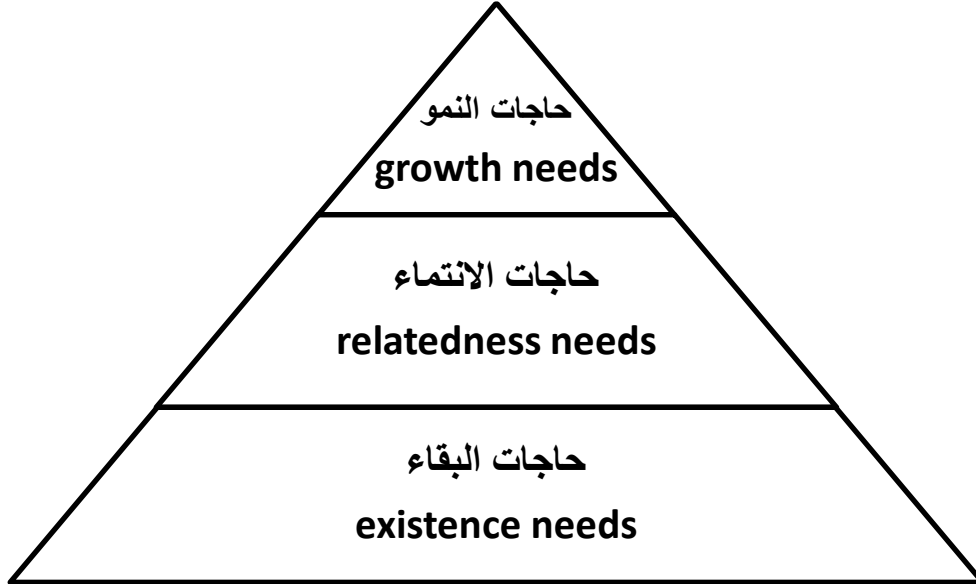 حاجات النمو
growth needs
حاجات الانتماء
relatedness needs
حاجات البقاء
existence needs